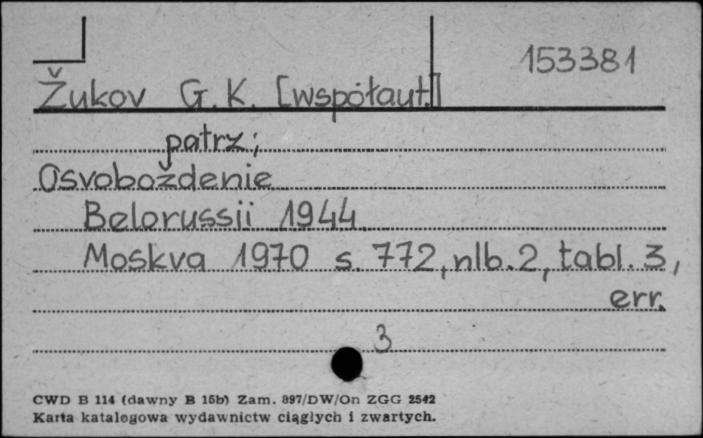 153381
Žukov G.K. [współaut.]
patrz;
Osvoboždenie
Belorussii 1944
Moskva 1970 s. 772, nlb. 2, tabl. 3,
err.
3
CWD B 114 (dawny B 15b) Zam. 897/DW/On ZGG 2542
Karta katalogowa wydawnictw ciągłych i zwartych.